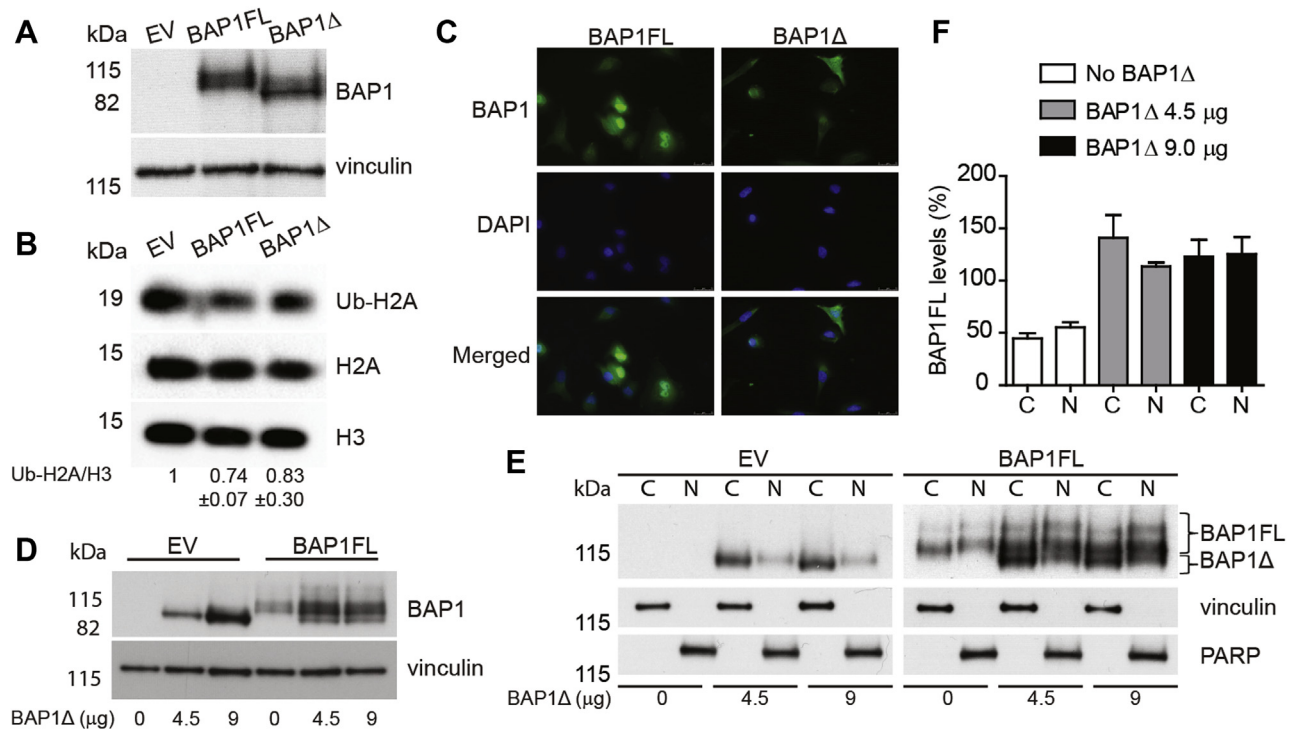 A
kDa
EV BAP1FL BAP1Δ
115
82
BAP1
vinculin
115
B
kDa
EV BAP1FL BAP1Δ
19
Ub-H2A
15
H2A
15
H3
Ub-H2A/H3 1 0.74 0.83
±0.07 ±0.30
C
BAP1FL BAP1Δ
BAP1
DAPI
Merged
D
kDa
EV BAP1FL
115
82
BAP1
115
vinculin
BAP1Δ (μg) 0 4.5 9 0 4.5 9
E
EV BAP1FL
kDa C N C N C N C N C N C N
115
BAP1FL
BAP1Δ
115
vinculin
115
PARP
BAP1Δ (μg) 0 4.5 9 0 4.5 9
F
No BAP1Δ
BAP1Δ 4.5 μg
BAP1Δ 9.0 μg
BAP1FL levels (%)
200
150
100
50
0
C N C N C N